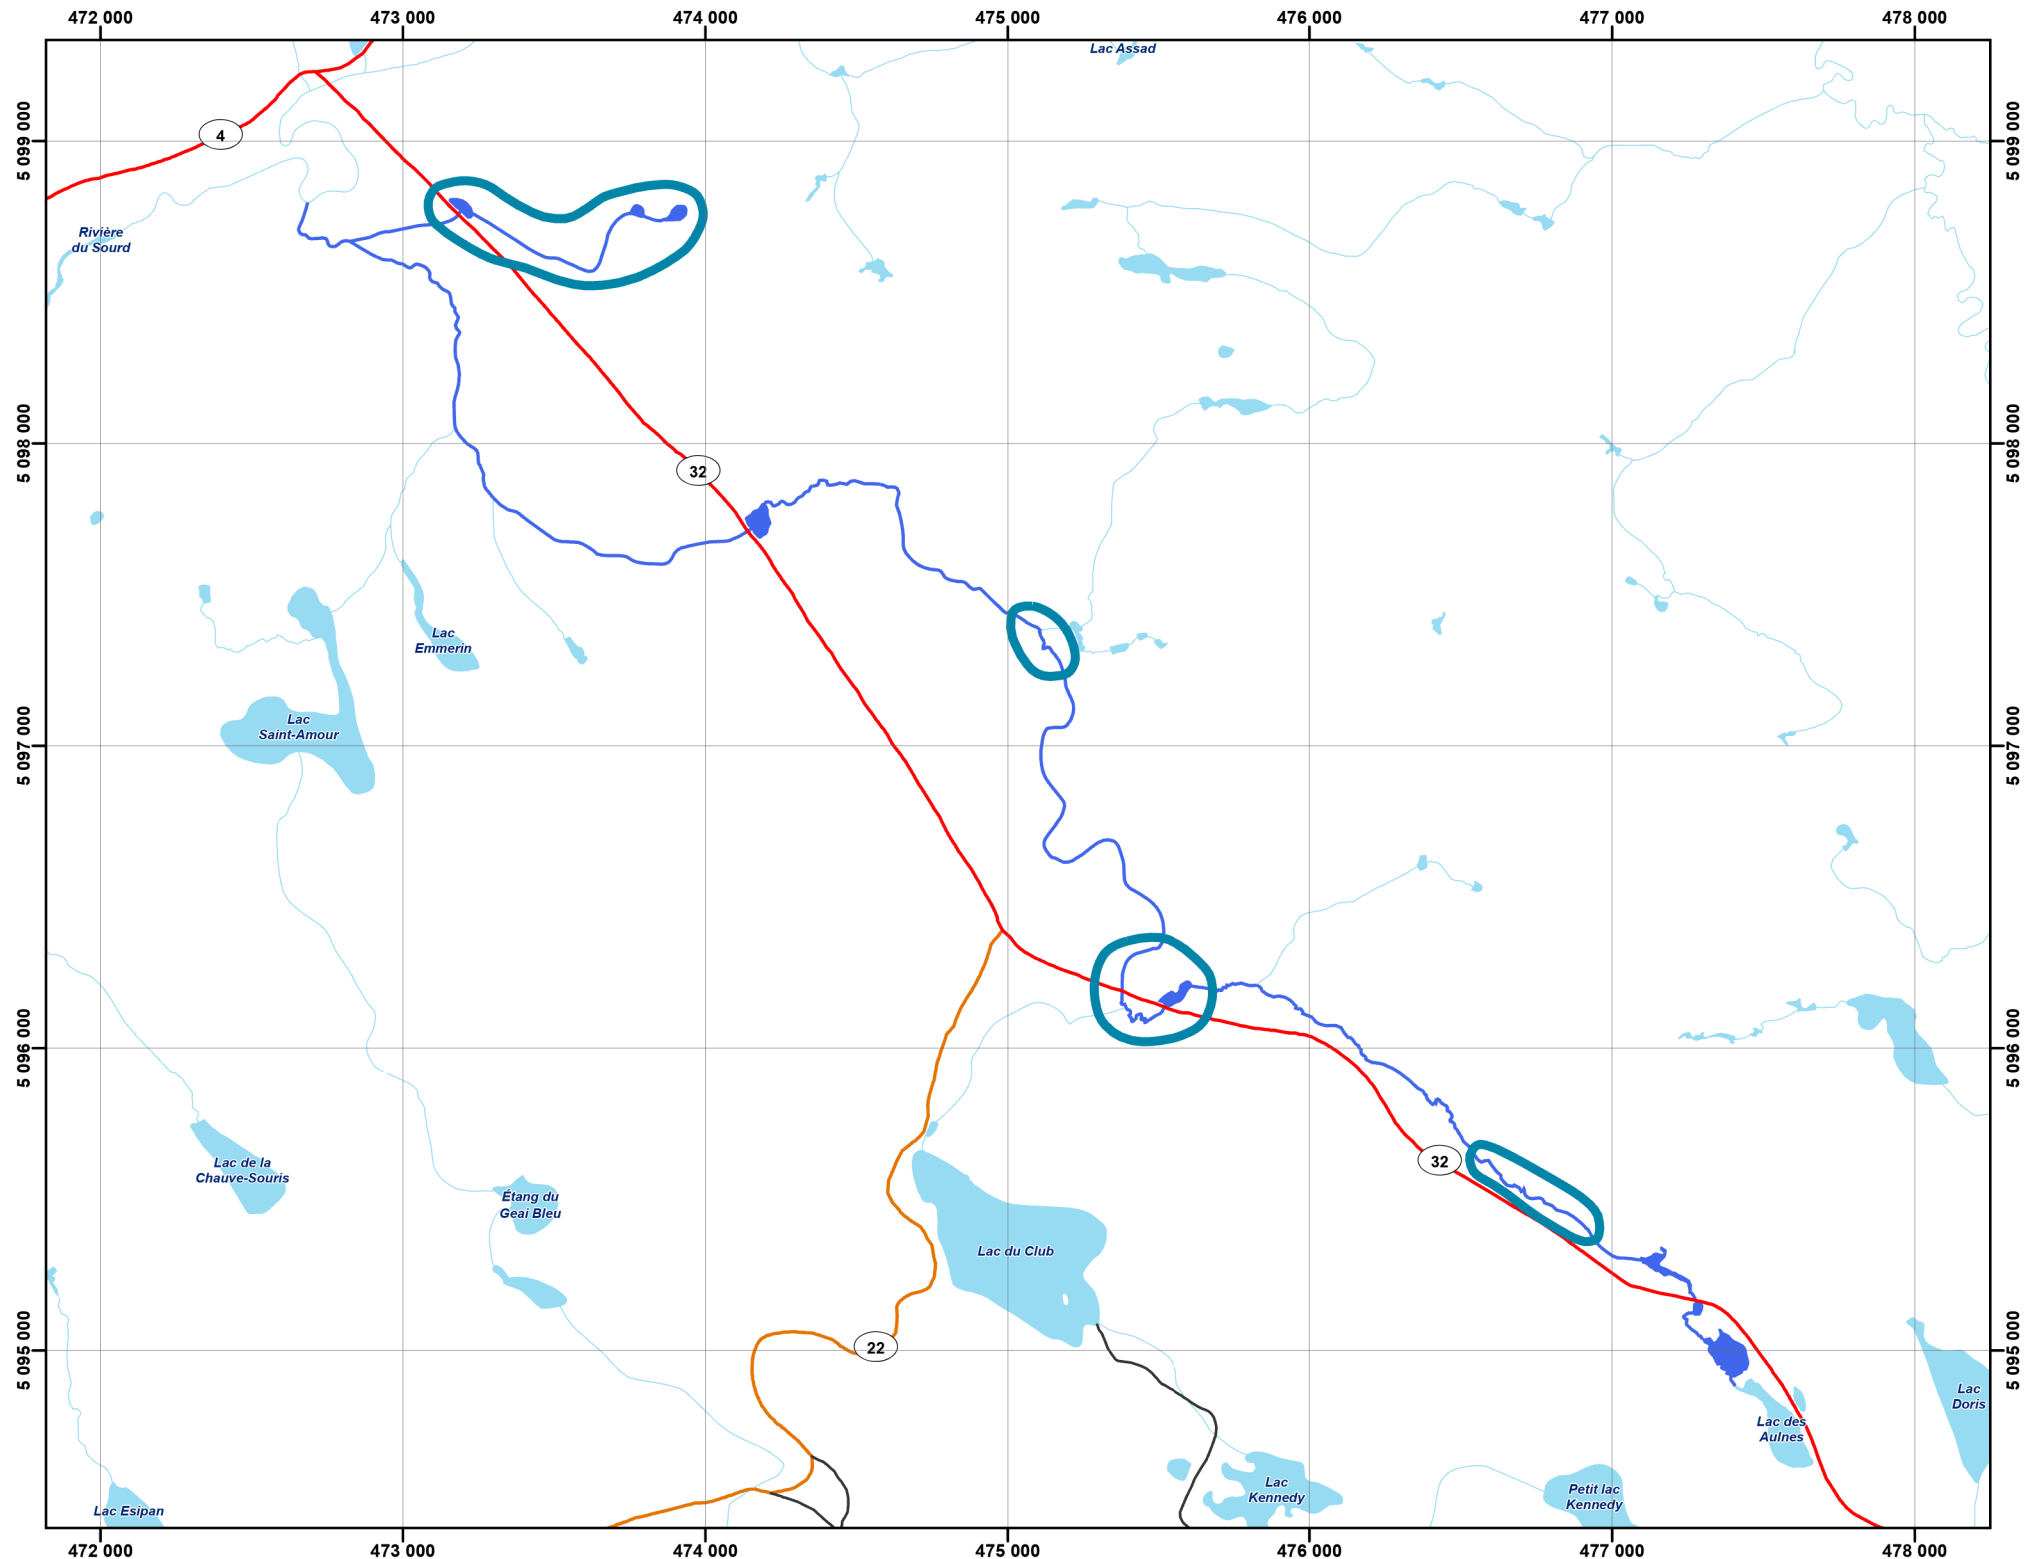 472 000
473 000
474 000
475 000
476 000
477 000
478 000
Lac Assad
5 099 000
4
5 099 000
Rivière
du Sourd
5 098 000
32
5 098 000
Lac
Emmerin
Lac
Saint-Amour
5 097 000
5 097 000
5 096 000
5 096 000
Lac de la
Chauve-Souris
32
Étang du
Geai Bleu
Lac du Club
5 095 000
22
5 095 000
Lac
Doris
Lac des
Aulnes
Lac
Kennedy
Petit lac
Kennedy
Lac Esipan
472 000
473 000
474 000
475 000
476 000
477 000
478 000